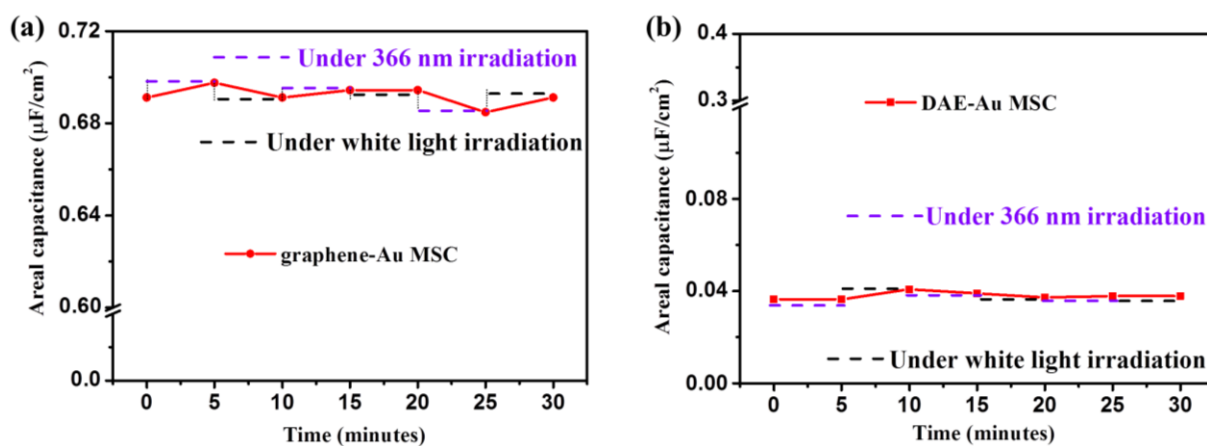 (a)
0.72
0.68
0.64
0.60
0.0
Areal capacitance (μF/cm²)
Under 366 nm irradiation
Under white light irradiation
graphene-Au MSC
0 5 10 15 20 25 30
Time (minutes)
(b)
0.4
0.3
0.08
0.04
0.00
Areal capacitance (μF/cm²)
DAE-Au MSC
Under 366 nm irradiation
Under white light irradiation
0 5 10 15 20 25 30
Time (minutes)